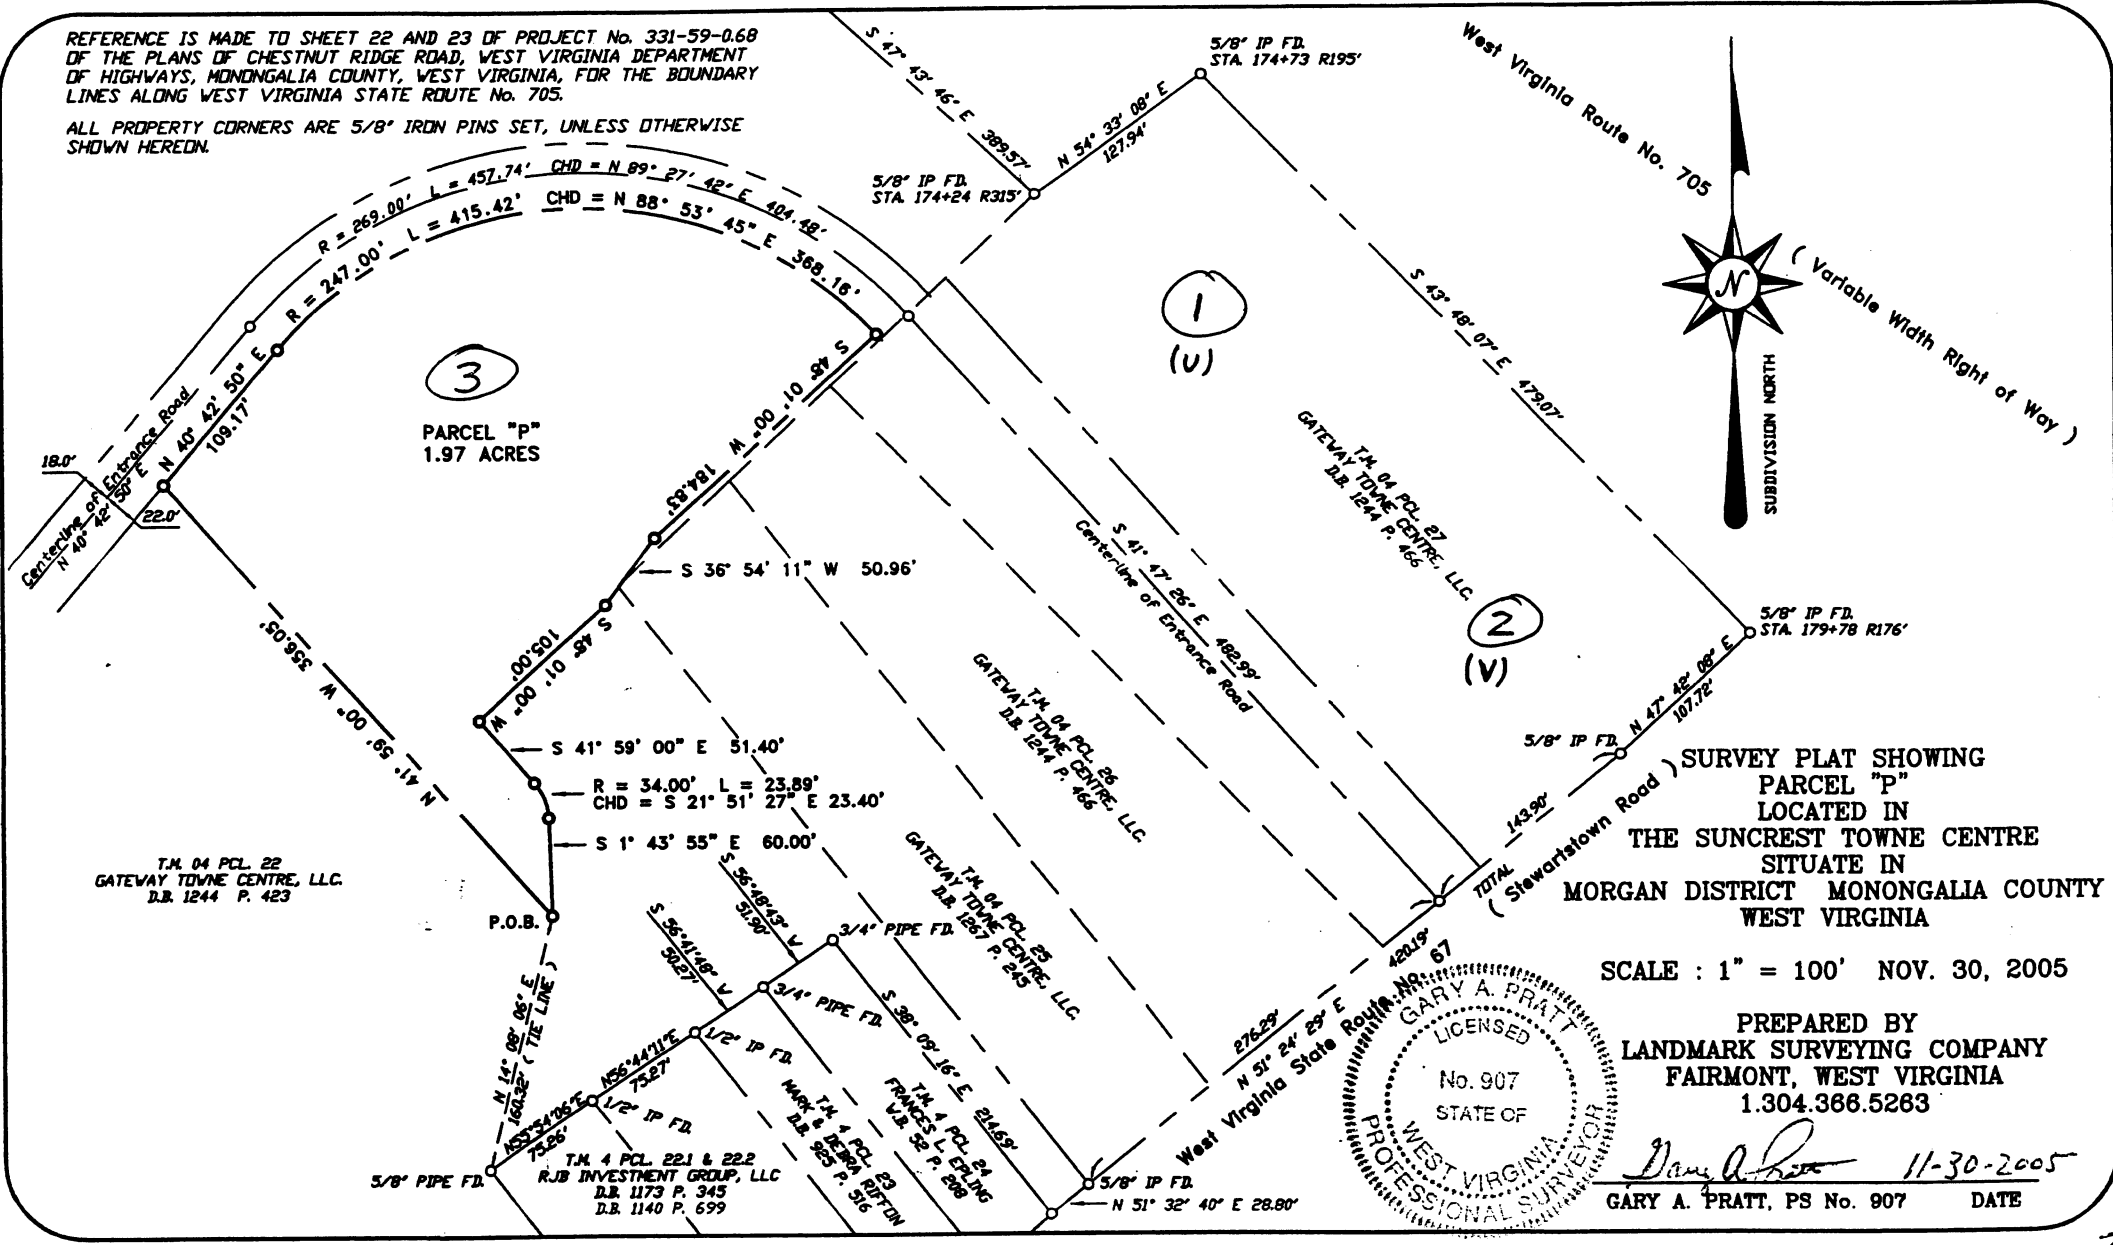 REFERENCE IS MADE TO SHEET 22 AND 23 OF PROJECT No. 331-59-0.68
OF THE PLANS OF CHESTNUT RIDGE ROAD, WEST VIRGINIA DEPARTMENT
OF HIGHWAYS, MONONGALIA COUNTY, WEST VIRGINIA, FOR THE BOUNDARY
LINES ALONG WEST VIRGINIA STATE ROUTE No. 705.
ALL PROPERTY CORNERS ARE 5/8" IRON PINS SET, UNLESS OTHERWISE
SHOWN HEREON.
S 47° 43' 46" E 389.57'
5/8" IP FD.
STA. 174+73 R195'
N 54° 33' 08" E
127.94'
5/8" IP FD.
STA. 174+24 R315'
West Virginia Route No. 705
( Variable Width Right of Way )
N
SUBDIVISION NORTH
R = 269.00' L = 457.74' CHD = N 89° 27' 42" E 404.48'
R = 247.00' L = 415.42' CHD = N 88° 53' 45" E 368.16'
N 40° 42' 50" E
109.17'
Centerline of Entrance Road
N 40° 42' 50" E
18.0'
22.0'
3
PARCEL "P"
1.97 ACRES
1
(U)
S 43° 48' 07" E 479.07'
T.M. 04 PCL. 27
GATEWAY TOWNE CENTRE, LLC.
D.B. 1244 P. 466
2
(V)
S 48° 01' 00" W 184.83'
S 36° 54' 11" W 50.96'
S 48° 01' 00" W
105.00'
N 41° 59' 00" W 356.05'
S 41° 59' 00" E 51.40'
R = 34.00' L = 23.89'
CHD = S 21° 51' 27" E 23.40'
S 1° 43' 55" E 60.00'
S 41° 47' 26" E 482.99'
Centerline of Entrance Road
T.M. 04 PCL. 26
GATEWAY TOWNE CENTRE, LLC.
D.B. 1244 P. 466
5/8" IP FD.
STA. 179+78 R176'
N 47° 42' 08" E
107.72'
5/8" IP FD.
143.90'
TOTAL
420.19'
( Stewartstown Road )
T.M. 04 PCL. 22
GATEWAY TOWNE CENTRE, LLC.
D.B. 1244 P. 423
P.O.B.
T.M. 04 PCL. 25
GATEWAY TOWNE CENTRE, LLC.
D.B. 1267 P. 245
S 56°48'43" W
51.90'
S 56°41'48" W
50.27'
3/4" PIPE FD.
3/4" PIPE FD.
1/2" IP FD.
1/2" IP FD.
N 14° 08' 06" E
160.32' ( TIE LINE )
N56°44'11"E
75.27'
N55°54'06"E
75.26'
5/8" PIPE FD.
T.M. 4 PCL. 22.1 & 22.2
RJB INVESTMENT GROUP, LLC
D.B. 1173 P. 345
D.B. 1140 P. 699
T.M. 4 PCL. 23
MARK & DEBRA RIFFON
D.B. 925 P. 516
T.M. 4 PCL. 24
FRANCES L. EPLING
W.B. 52 P. 208
S 38° 09' 16" E 214.69'
276.29'
N 51° 24' 29" E
West Virginia State Route No. 67
5/8" IP FD.
N 51° 32' 40" E 28.80'
SURVEY PLAT SHOWING
PARCEL "P"
LOCATED IN
THE SUNCREST TOWNE CENTRE
SITUATE IN
MORGAN DISTRICT MONONGALIA COUNTY
WEST VIRGINIA
SCALE : 1" = 100' NOV. 30, 2005
PREPARED BY
LANDMARK SURVEYING COMPANY
FAIRMONT, WEST VIRGINIA
1.304.366.5263
GARY A. PRATT
LICENSED
No. 907
STATE OF
WEST VIRGINIA
PROFESSIONAL SURVEYOR
Gary A. Pratt 11-30-2005
GARY A. PRATT, PS No. 907 DATE